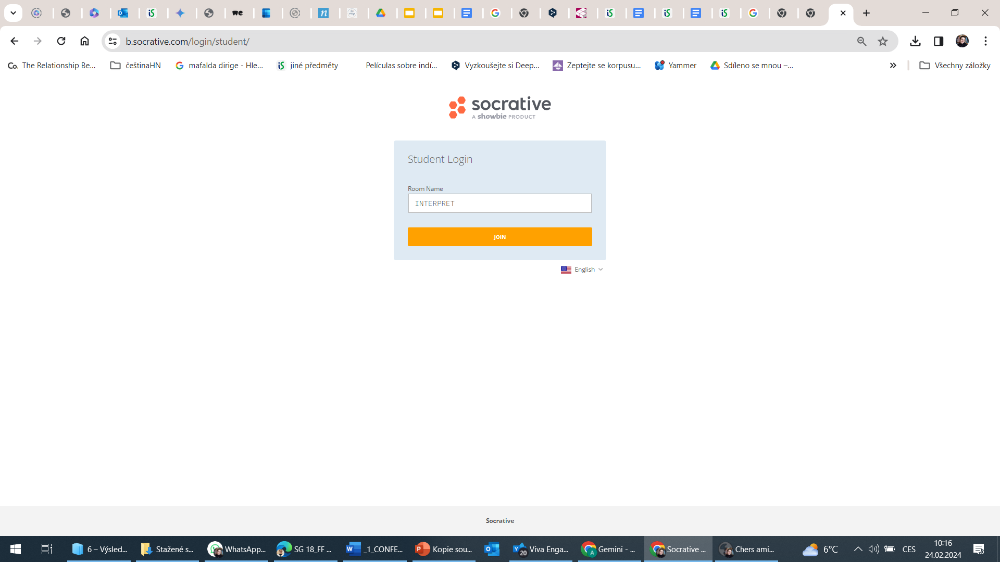 b.socrative.com/login/student/
Co. The Relationship Be...
češtinaHN
mafalda dirige - Hle...
jiné předměty
Películas sobre indí...
Vyzkoušejte si Deep...
Zeptejte se korpusu...
Yammer
Sdíleno se mnou –...
Všechny záložky
socrative
A showbie PRODUCT
Student Login
Room Name
INTERPRET
JOIN
English
Socrative
6 – Výsled...
Stažené s...
WhatsApp...
SG 18_FF ...
_1_CONFE...
Kopie sou...
Viva Enga...
20
Gemini - ...
Socrative ...
Chers ami...
6°C
CES
10:16
24.02.2024